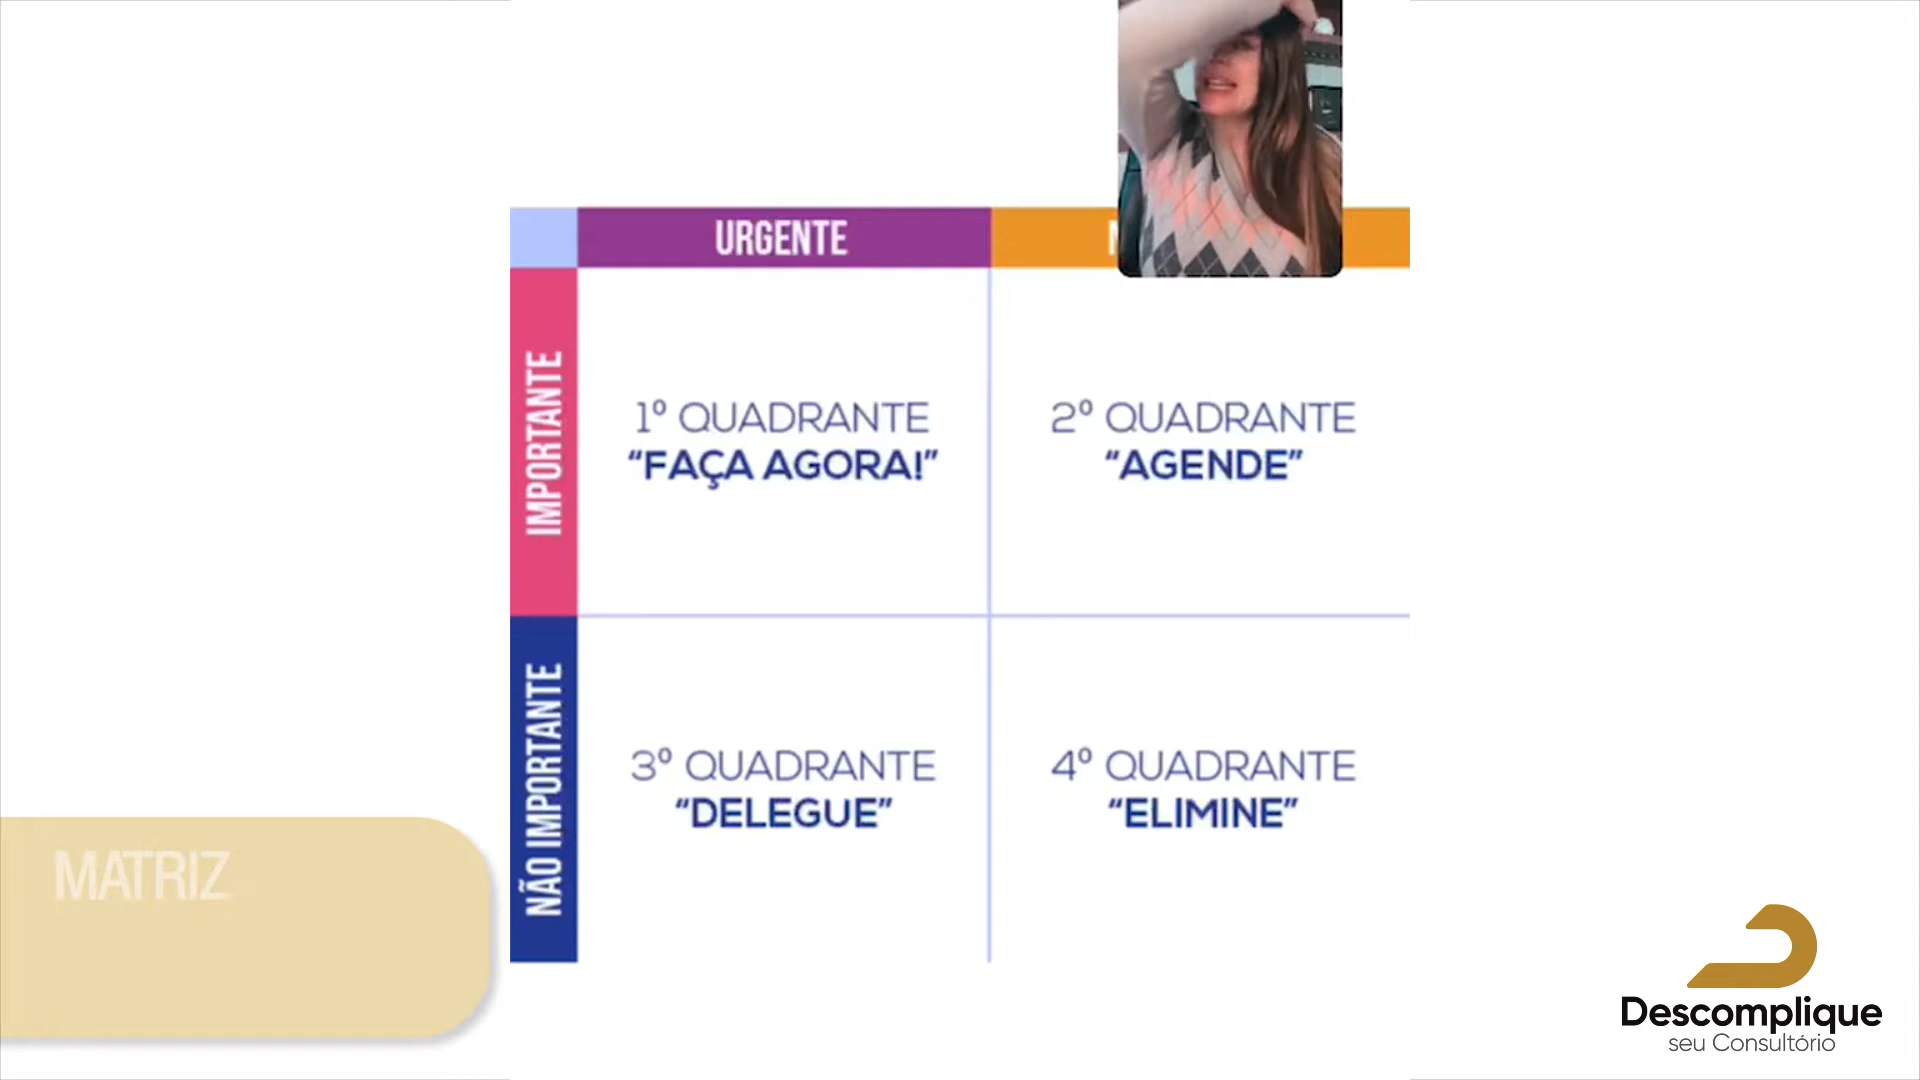 URGENTE
IMPORTANTE
1º QUADRANTE
“FAÇA AGORA!”
2º QUADRANTE
“AGENDE”
NÃO IMPORTANTE
3º QUADRANTE
“DELEGUE”
4º QUADRANTE
“ELIMINE”
MATRIZ
Descomplique
seu Consultório